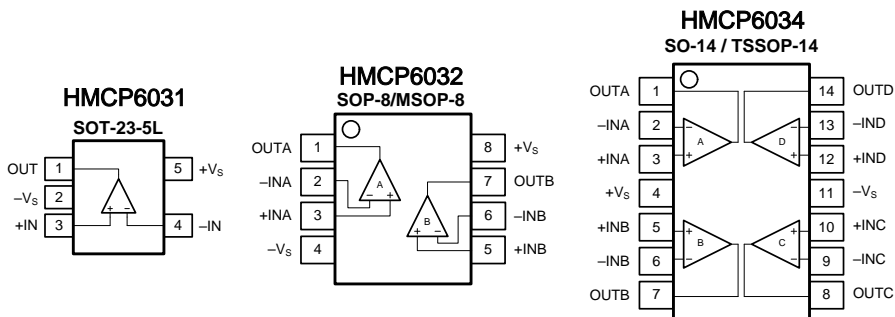 HMCP6031
SOT-23-5L
OUT 1 5 +VS
–VS 2
+IN 3 4 –IN
+ –
HMCP6032
SOP-8/MSOP-8
OUTA 1 8 +VS
–INA 2 A 7 OUTB
– +
+INA 3 B 6 –INB
+ –
–VS 4 5 +INB
HMCP6034
SO-14 / TSSOP-14
OUTA 1 14 OUTD
–INA 2 – – 13 –IND
A D
+INA 3 + + 12 +IND
+VS 4 11 –VS
+INB 5 + + 10 +INC
B C
–INB 6 – – 9 –INC
OUTB 7 8 OUTC